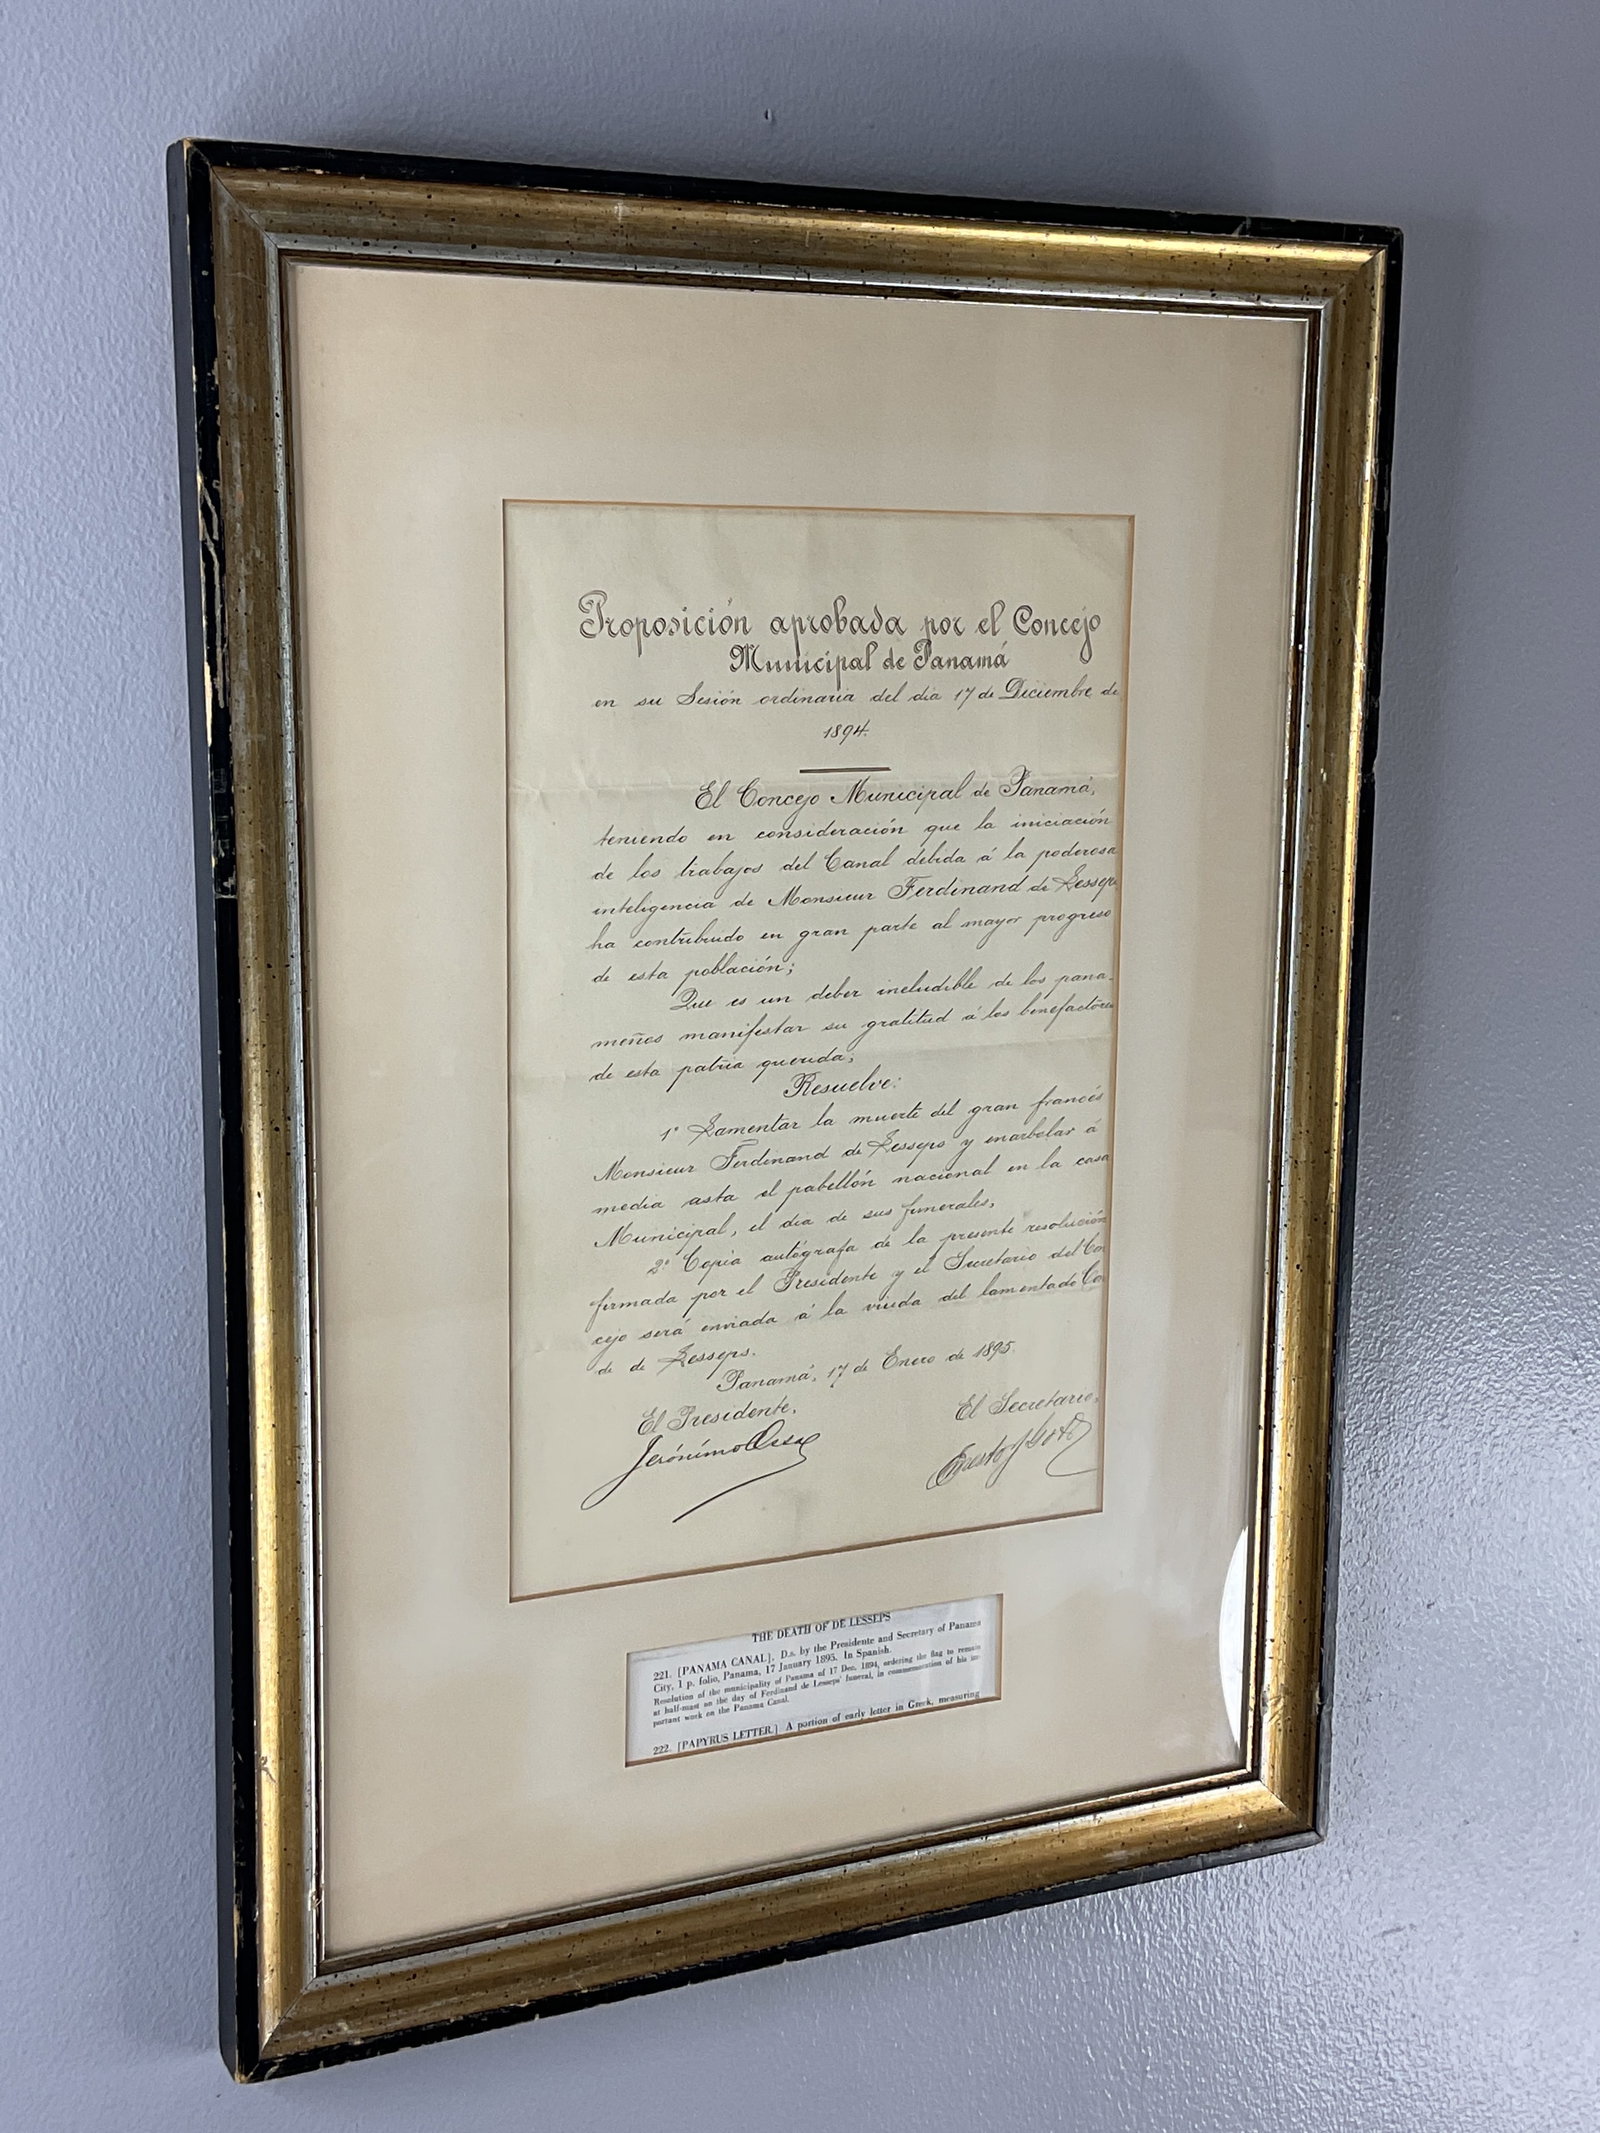 Proposición aprobada por el Concejo
Municipal de Panamá
en su Sesión ordinaria del dia 17 de Diciembre de
1894.
El Concejo Municipal de Panamá,
teniendo en consideración que la iniciación
de los trabajos del Canal debida á la poderosa
inteligencia de Monsieur Ferdinand de Lesseps
ha contribuido en gran parte al mayor progreso
de esta población;
Que es un deber ineludible de los pana-
meños manifestar su gratitud á los benefactores
de esta patria querida;
Resuelve:
1º Lamentar la muerte del gran francés
Monsieur Ferdinand de Lesseps y enarbolar á
media asta el pabellón nacional en la casa
Municipal, el dia de sus funerales;
2º Copia autógrafa de la presente resolución
firmada por el Presidente y el Secretario del Con
cejo será enviada á la viuda del lamentado Con
de de Lesseps.
Panamá, 17 de Enero de 1895.
El Presidente, El Secretario,
Jerónimo Ossa
THE DEATH OF DE LESSEPS
221. [PANAMA CANAL]. D.s. by the Presidente and Secretary of Panama
City, 1 p. folio, Panama, 17 January 1895. In Spanish.
Resolution of the municipality of Panama of 17 Dec. 1894, ordering the flag to remain
at half-mast on the day of Ferdinand de Lesseps' funeral, in commemoration of his im-
portant work on the Panama Canal.
222. [PAPYRUS LETTER.] A portion of early letter in Greek, measuring